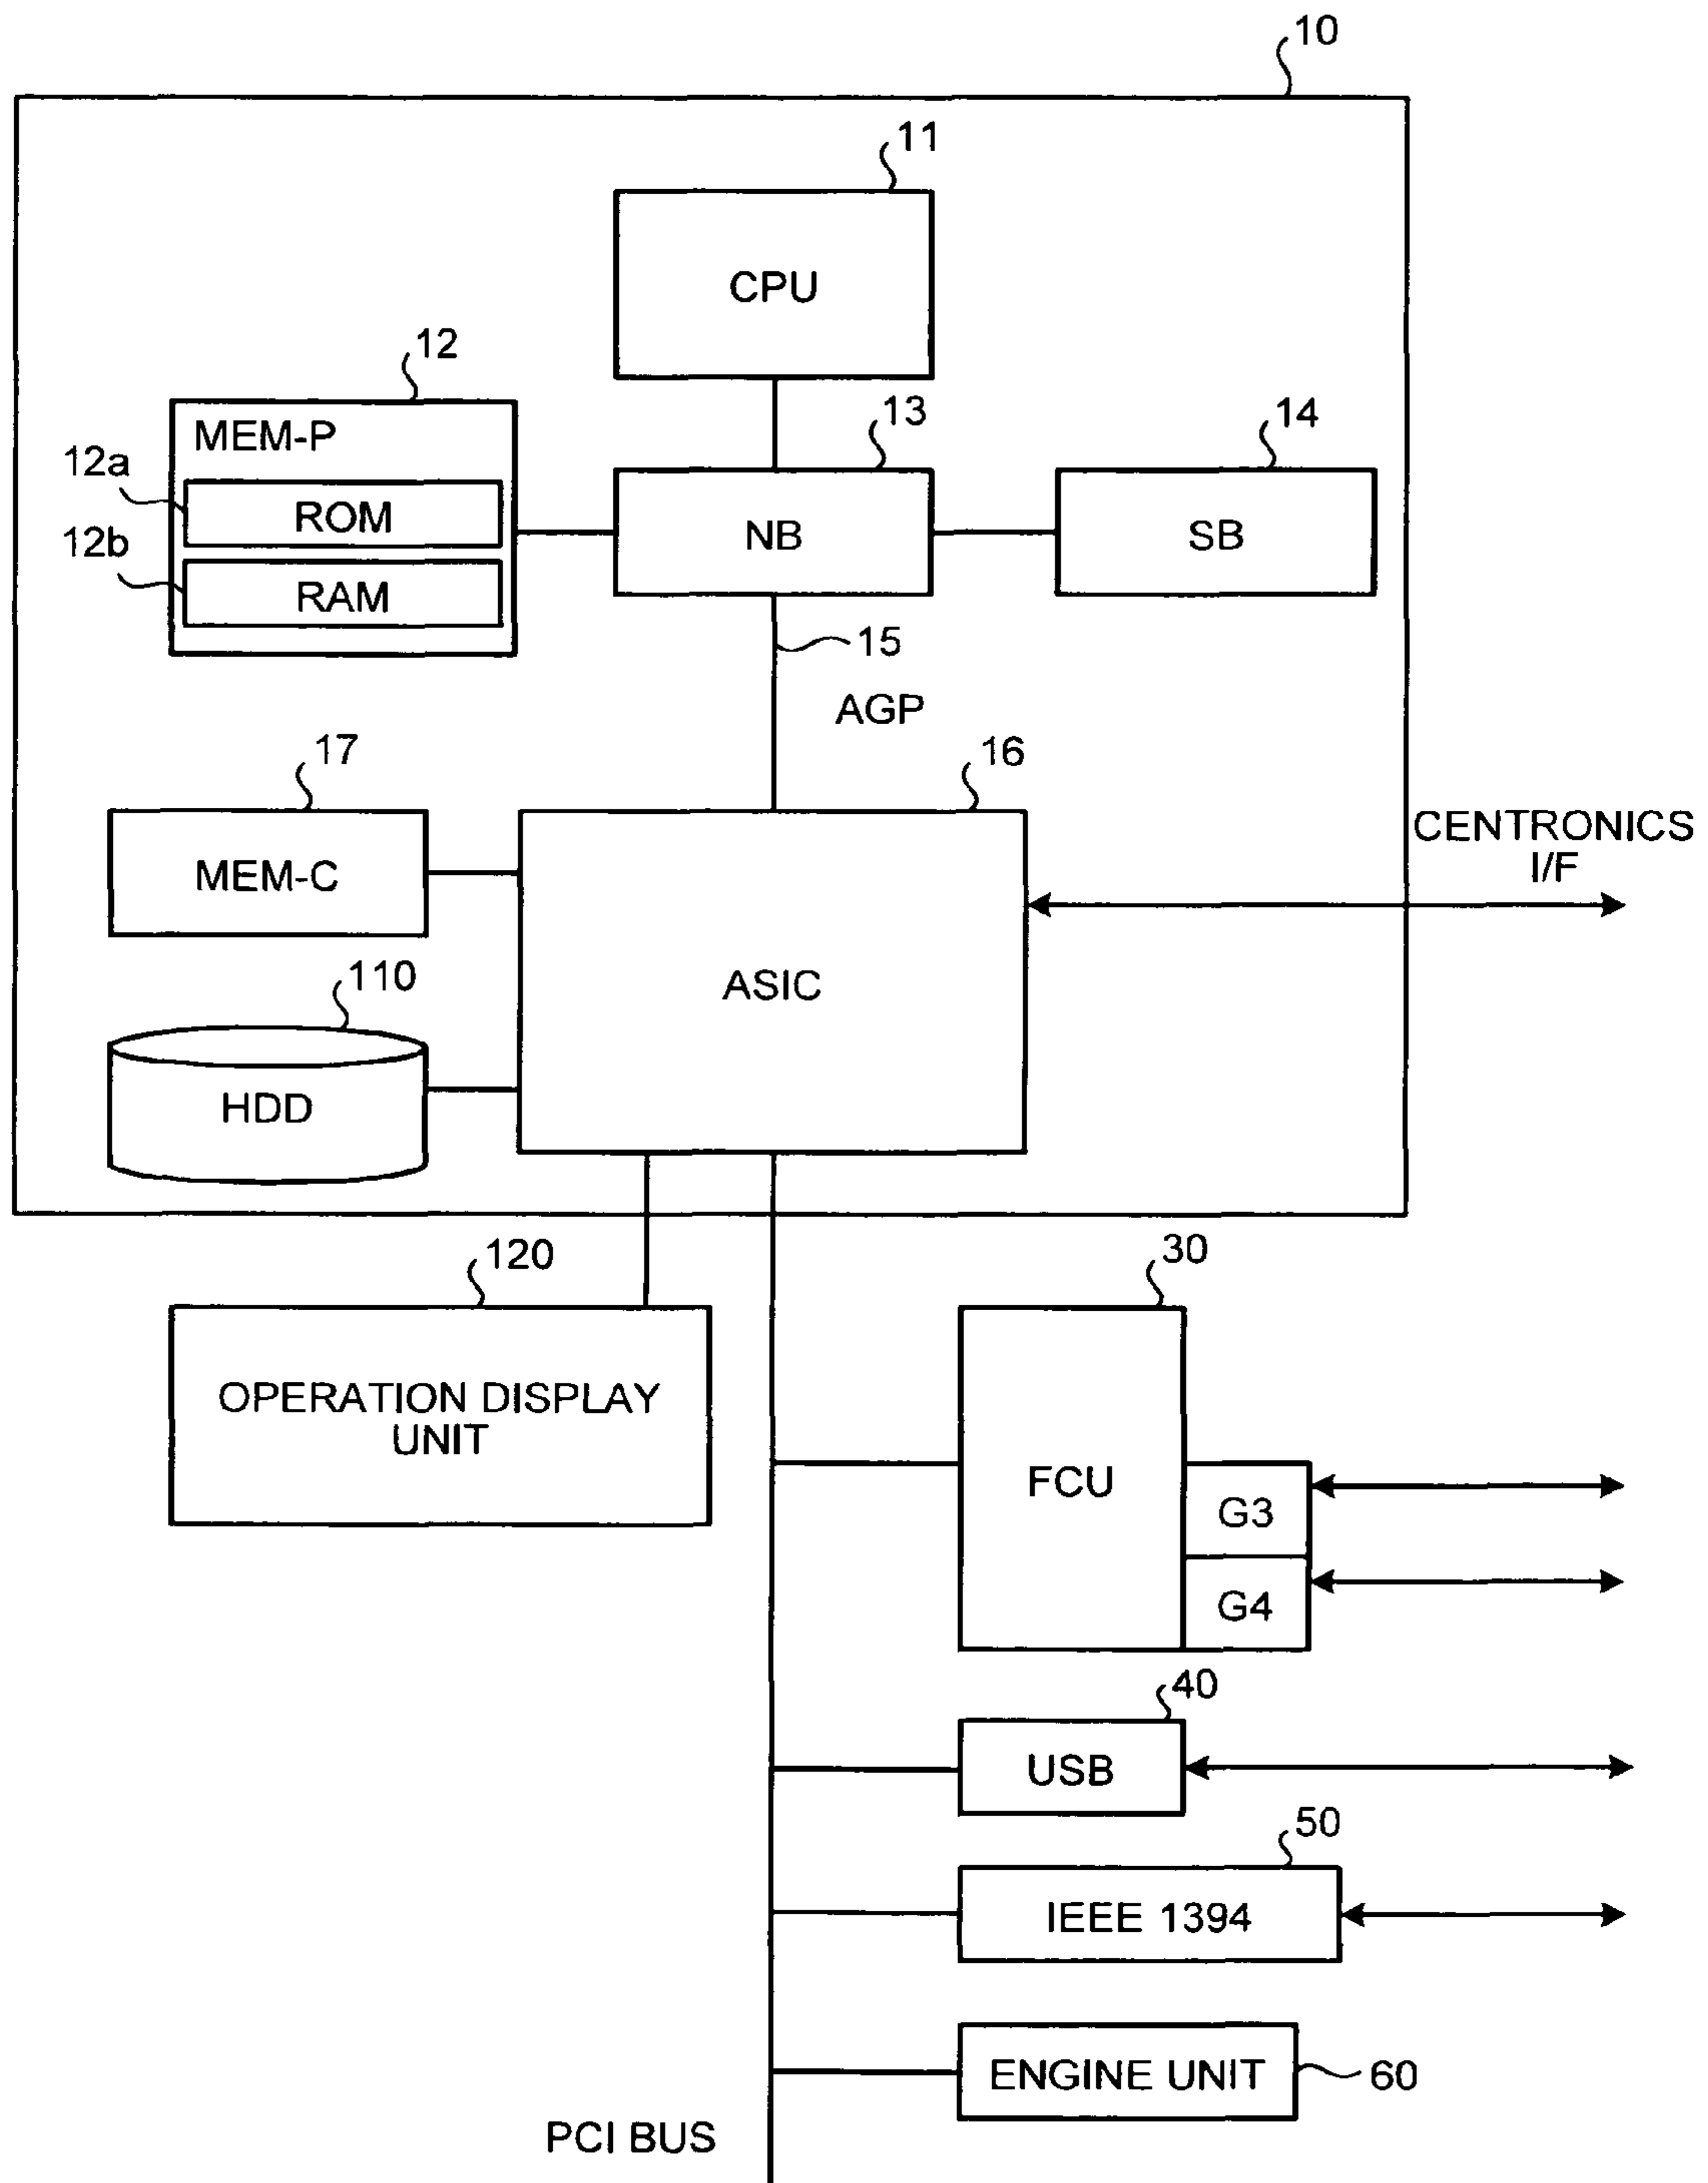 10
11
CPU
12
MEM-P
12a
ROM
12b
RAM
13
NB
14
SB
15
AGP
17
MEM-C
16
ASIC
CENTRONICS
I/F
110
HDD
120
OPERATION DISPLAY
UNIT
30
FCU
G3
G4
40
USB
50
IEEE 1394
ENGINE UNIT
60
PCI BUS